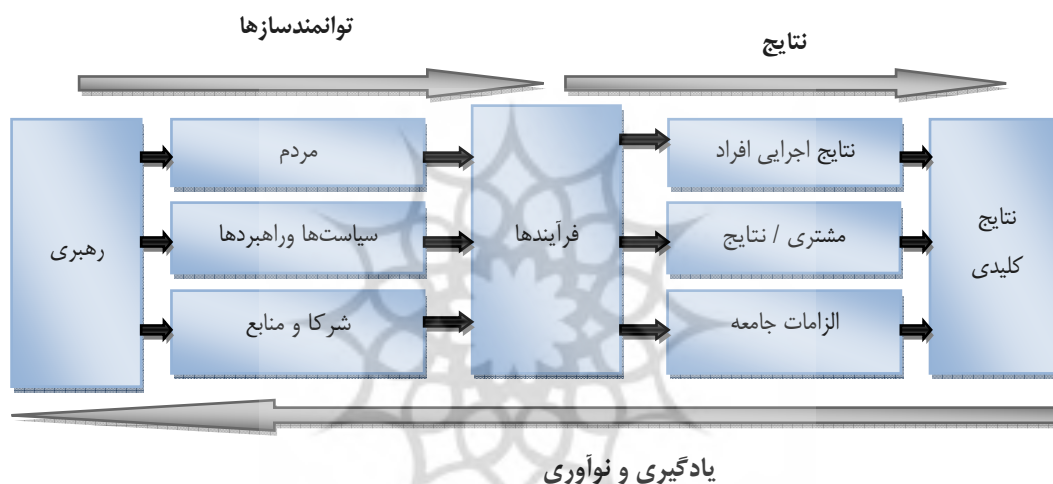 توانمندسازها
نتایج
رهبری
مردم
سیاست‌ها وراهبردها
شرکا و منابع
فرآیندها
نتایج اجرایی افراد
مشتری / نتایج
الزامات جامعه
نتایج
کلیدی
یادگیری و نوآوری